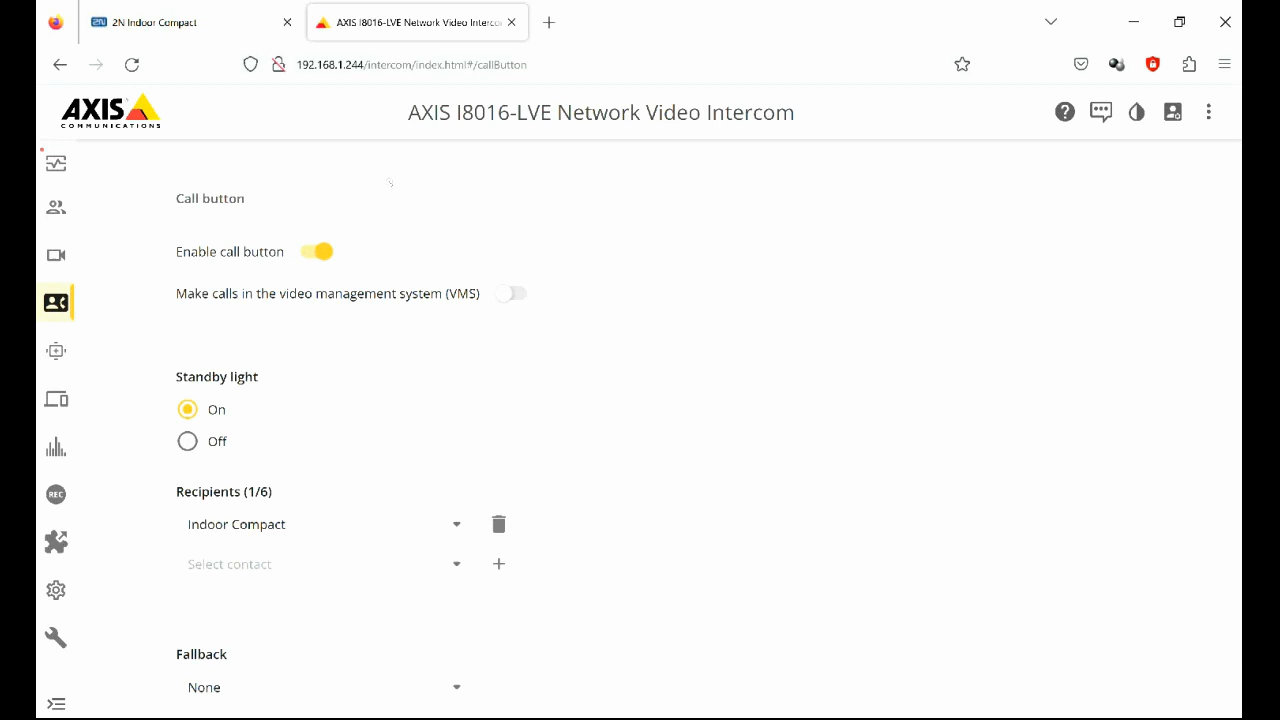 2N 2N Indoor Compact
AXIS I8016-LVE Network Video Interco
192.168.1.244/intercom/index.html#/callButton
AXIS
COMMUNICATIONS
AXIS I8016-LVE Network Video Intercom
Call button
Enable call button
Make calls in the video management system (VMS)
Standby light
On
Off
Recipients (1/6)
Indoor Compact
Select contact
REC
Fallback
None